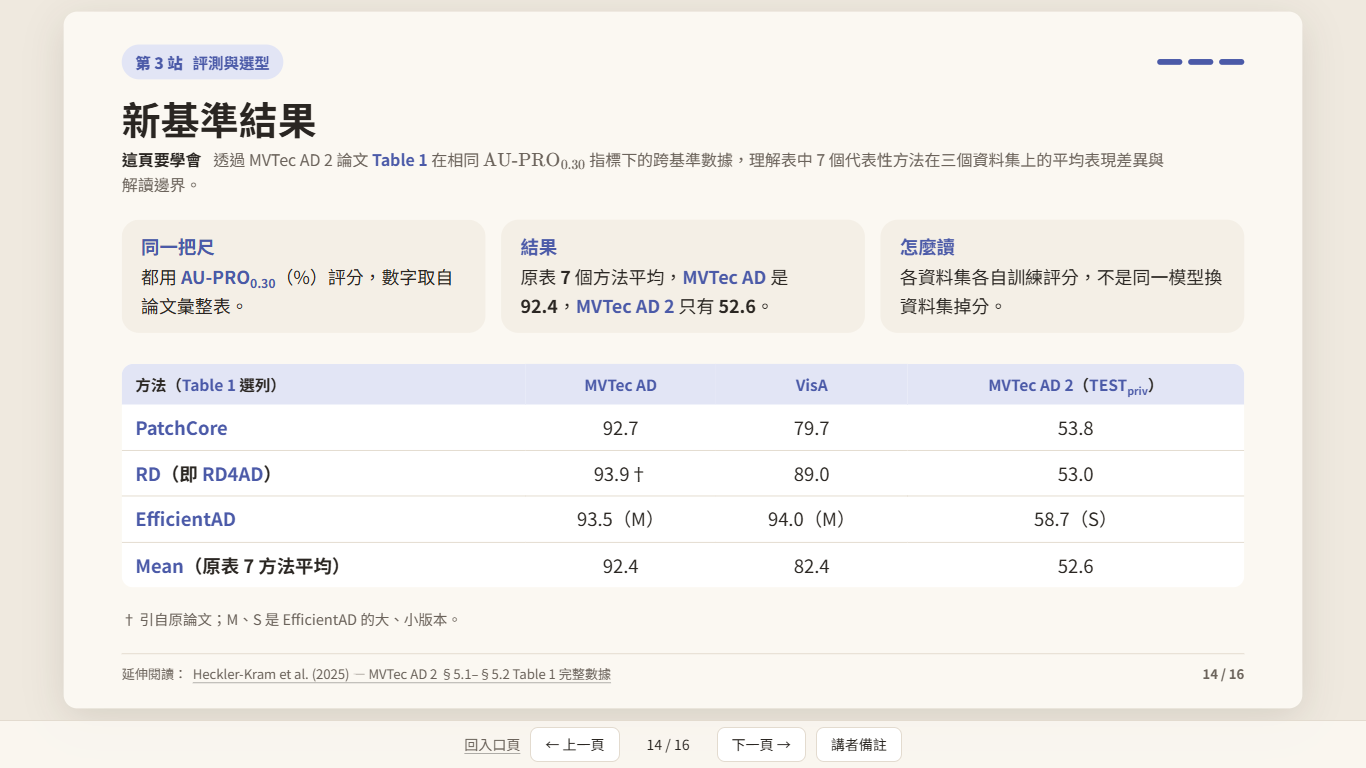 第 3 站 評測與選型
新基準結果
這頁要學會 透過 MVTec AD 2 論文 Table 1 在相同 AU-PRO0.30 指標下的跨基準數據，理解表中 7 個代表性方法在三個資料集上的平均表現差異與
解讀邊界。
同一把尺
都用 AU-PRO0.30（%）評分，數字取自
論文彙整表。
結果
原表 7 個方法平均，MVTec AD 是
92.4，MVTec AD 2 只有 52.6。
怎麼讀
各資料集各自訓練評分，不是同一模型換
資料集掉分。
方法（Table 1 選列） MVTec AD VisA MVTec AD 2（TESTpriv）
PatchCore 92.7 79.7 53.8
RD（即 RD4AD） 93.9 † 89.0 53.0
EfficientAD 93.5（M） 94.0（M） 58.7（S）
Mean（原表 7 方法平均） 92.4 82.4 52.6
† 引自原論文；M、S 是 EfficientAD 的大、小版本。
延伸閱讀： Heckler-Kram et al. (2025) — MVTec AD 2 §5.1–§5.2 Table 1 完整數據
14 / 16
回入口頁 ← 上一頁 14 / 16 下一頁 → 講者備註